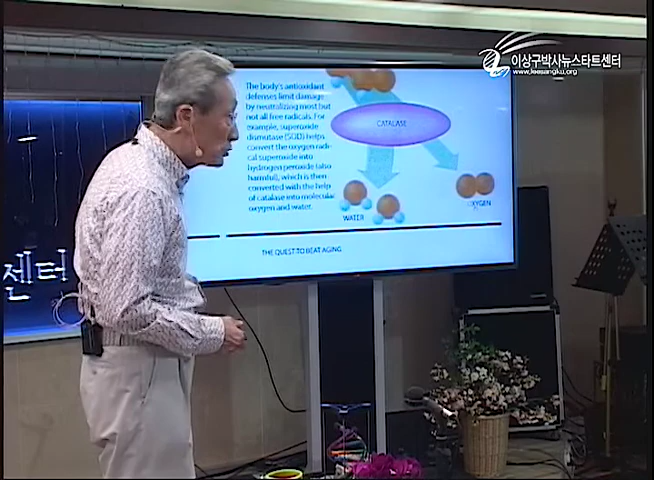 이상구박사뉴스타트센터
www.leesangku.org
The body's antioxidant
defenses limit damage
by neutralizing most but
not all free radicals. For
example, superoxide
dismutase (SOD) helps
convert the oxygen radi-
cal superoxide into
hydrogen peroxide (also
harmful), which is then
converted with the help
of catalase into molecular
oxygen and water.
CATALASE
WATER
OXYGEN
THE QUEST TO BEAT AGING
센터